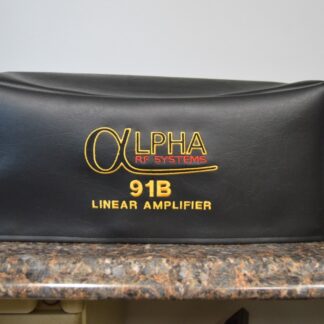 αLPHA
RF SYSTEMS
91B
LINEAR AMPLIFIER